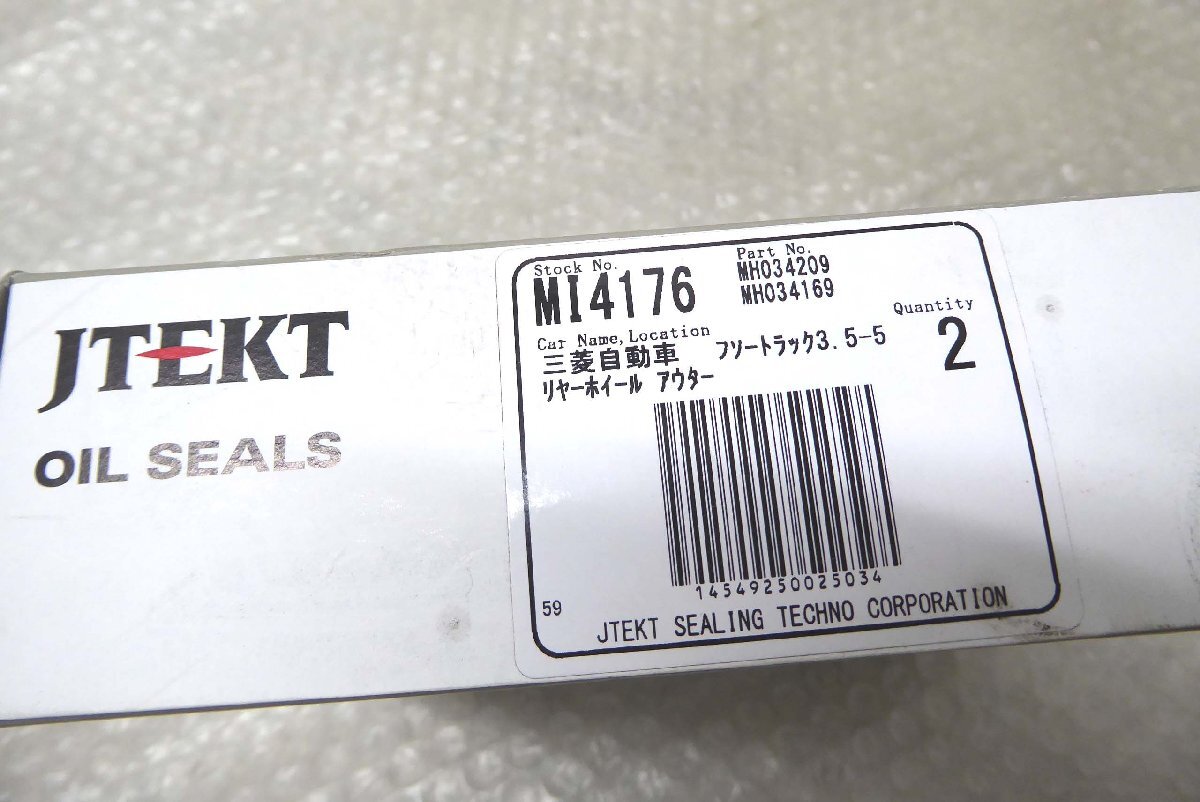 JTEKT
OIL SEALS
Stock No.
MI4176
Part No.
MH034209
MH034169
Car Name,Location
三菱自動車 フソートラック3.5-5
リヤーホイール アウター
Quantity
2
14549250025034
59
JTEKT SEALING TECHNO CORPORATION